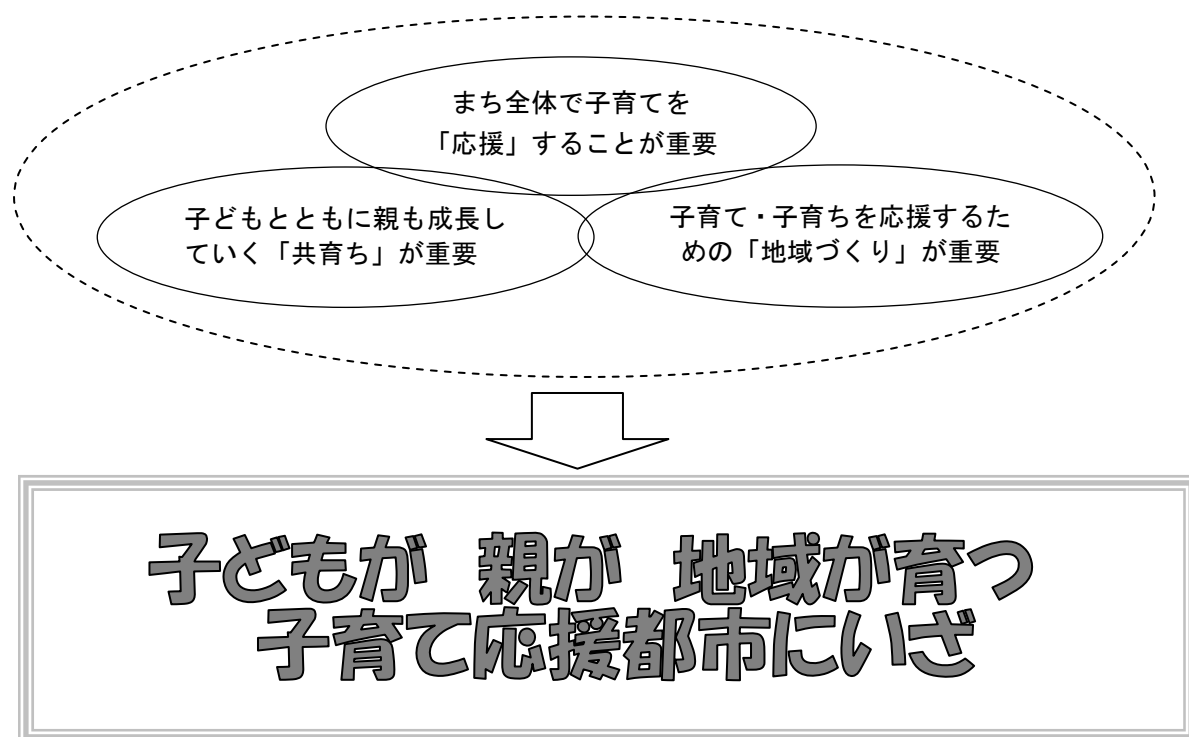 まち全体で子育てを
「応援」することが重要
子どもとともに親も成長し
ていく「共育ち」が重要
子育て・子育ちを応援するた
めの「地域づくり」が重要
子どもが 親が 地域が育つ
子育て応援都市にいざ